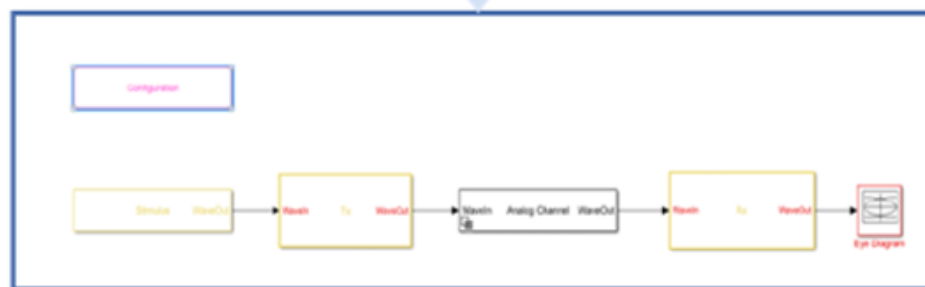 Configuration
Stimulus WaveOut
WaveIn Tx WaveOut
WaveIn Analog Channel WaveOut
WaveIn Rx WaveOut
Eye Diagram